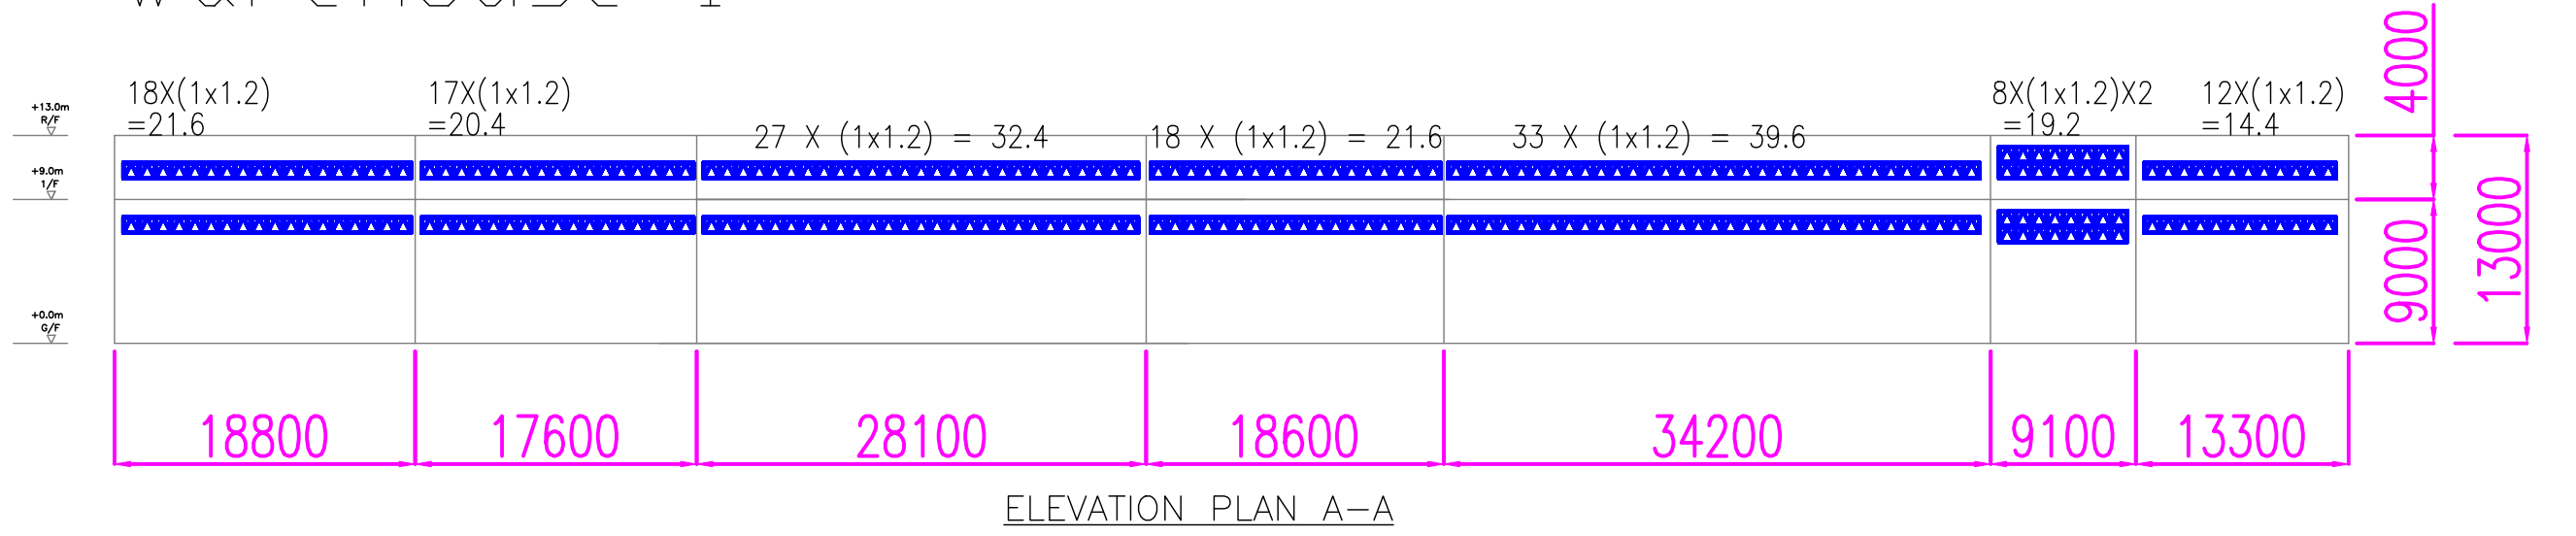 18X(1x1.2)
=21.6
17X(1x1.2)
=20.4
27 X (1x1.2) = 32.4
18 X (1x1.2) = 21.6
33 X (1x1.2) = 39.6
8X(1x1.2)X2
=19.2
12X(1x1.2)
=14.4
+13.0m
R/F
+9.0m
1/F
+0.0m
G/F
4000
9000
13000
18800
17600
28100
18600
34200
9100
13300
ELEVATION PLAN A-A